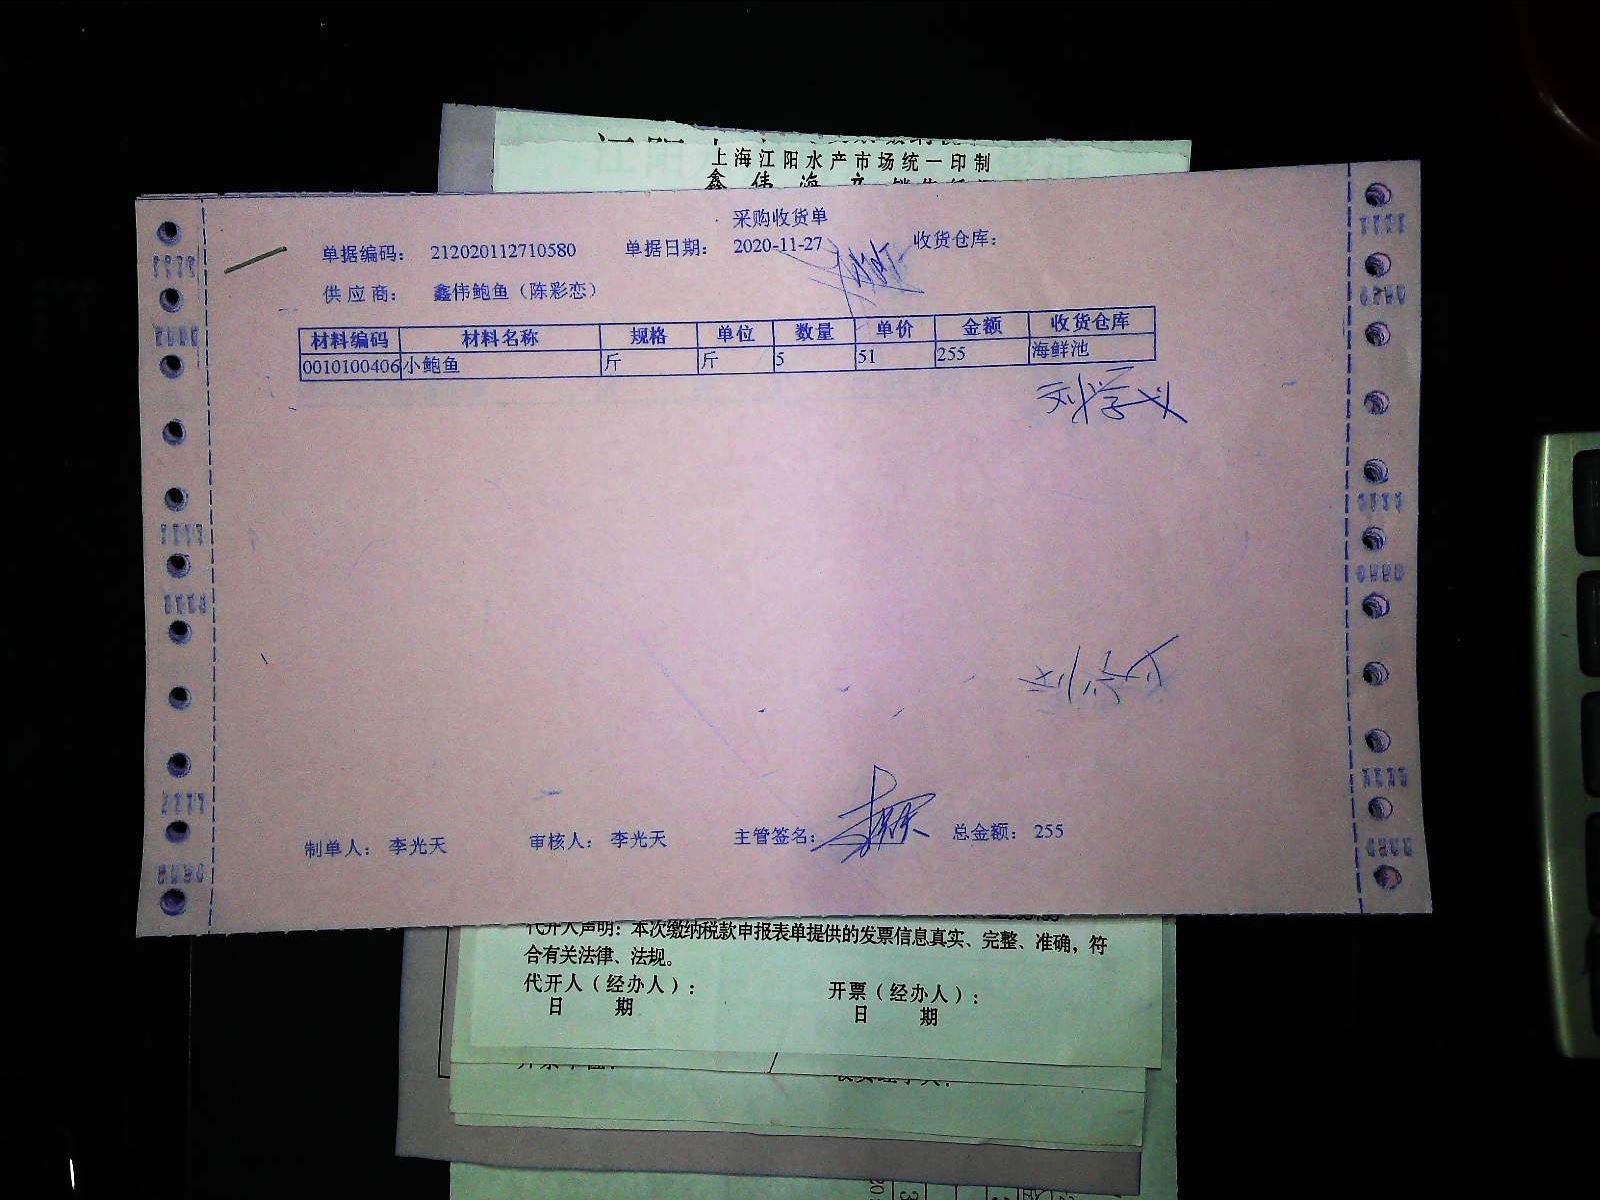 上海江阳水产市场统一印制
鑫伟海产
采购收货单
单据编码： 212020112710580 单据日期： 2020-11-27 收货仓库：
供应商： 鑫伟鲍鱼（陈彩恋）
材料编码 材料名称 规格 单位 数量 单价 金额 收货仓库
0010100406 小鲍鱼 斤 斤 5 51 255 海鲜池
刘学义
制单人： 李光天 审核人： 李光天 主管签名： 总金额： 255
代开人声明：本次缴纳税款申报表单提供的发票信息真实、完整、准确，符
合有关法律、法规。
代开人（经办人）： 开票（经办人）：
日 期 日 期